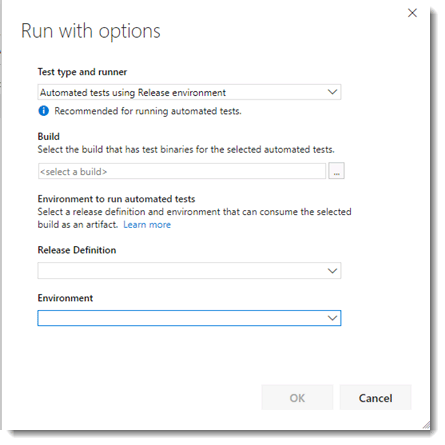 Run with options
Test type and runner
Automated tests using Release environment
Recommended for running automated tests.
Build
Select the build that has test binaries for the selected automated tests.
<select a build>
...
Environment to run automated tests
Select a release definition and environment that can consume the selected
build as an artifact. Learn more
Release Definition
Environment
OK
Cancel